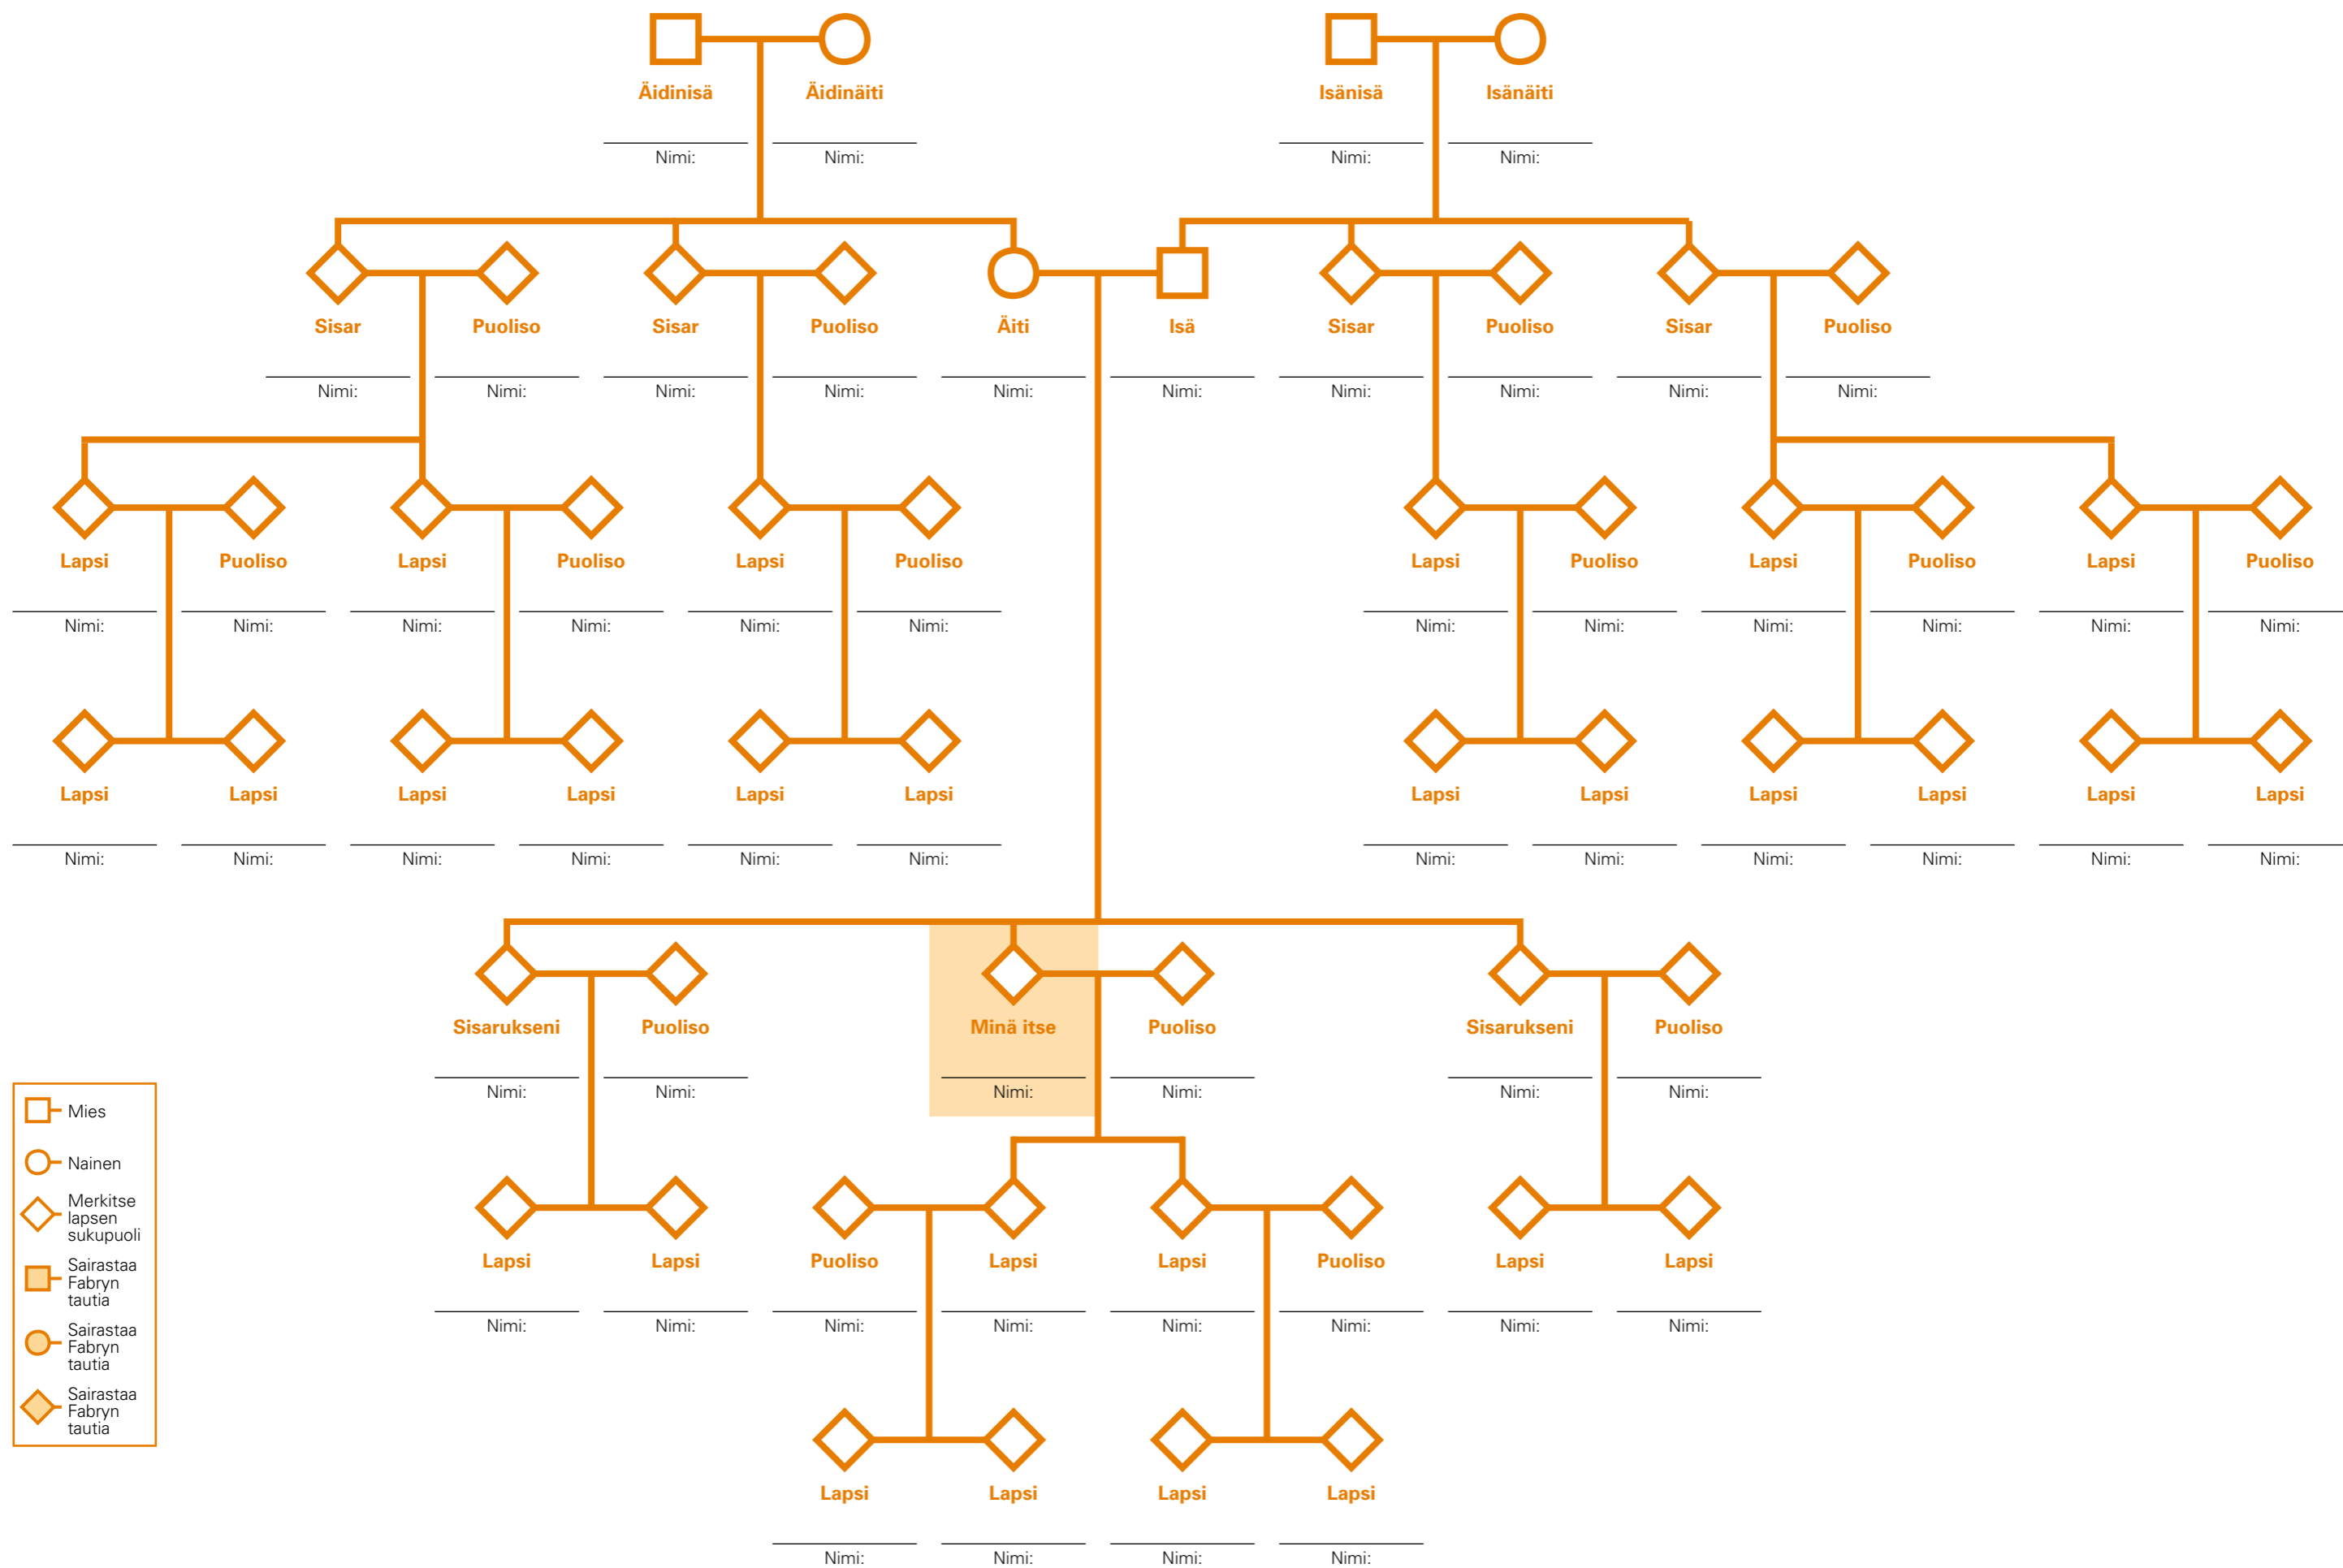 Äidinisä Äidinäiti Isänisä Isänäiti
Nimi: Nimi: Nimi: Nimi:
Sisar Puoliso Sisar Puoliso Äiti Isä Sisar Puoliso Sisar Puoliso
Nimi: Nimi: Nimi: Nimi: Nimi: Nimi: Nimi: Nimi: Nimi: Nimi:
Lapsi Puoliso Lapsi Puoliso Lapsi Puoliso Lapsi Puoliso Lapsi Puoliso Lapsi Puoliso
Nimi: Nimi: Nimi: Nimi: Nimi: Nimi: Nimi: Nimi: Nimi: Nimi: Nimi: Nimi:
Lapsi Lapsi Lapsi Lapsi Lapsi Lapsi Lapsi Lapsi Lapsi Lapsi Lapsi Lapsi
Nimi: Nimi: Nimi: Nimi: Nimi: Nimi: Nimi: Nimi: Nimi: Nimi: Nimi: Nimi:
Sisarukseni Puoliso Minä itse Puoliso Sisarukseni Puoliso
Nimi: Nimi: Nimi: Nimi: Nimi: Nimi:
Lapsi Lapsi Puoliso Lapsi Lapsi Puoliso Lapsi Lapsi
Nimi: Nimi: Nimi: Nimi: Nimi: Nimi: Nimi: Nimi:
Lapsi Lapsi Lapsi Lapsi
Nimi: Nimi: Nimi: Nimi:
Mies
Nainen
Merkitse
lapsen
sukupuoli
Sairastaa
Fabryn
tautia
Sairastaa
Fabryn
tautia
Sairastaa
Fabryn
tautia